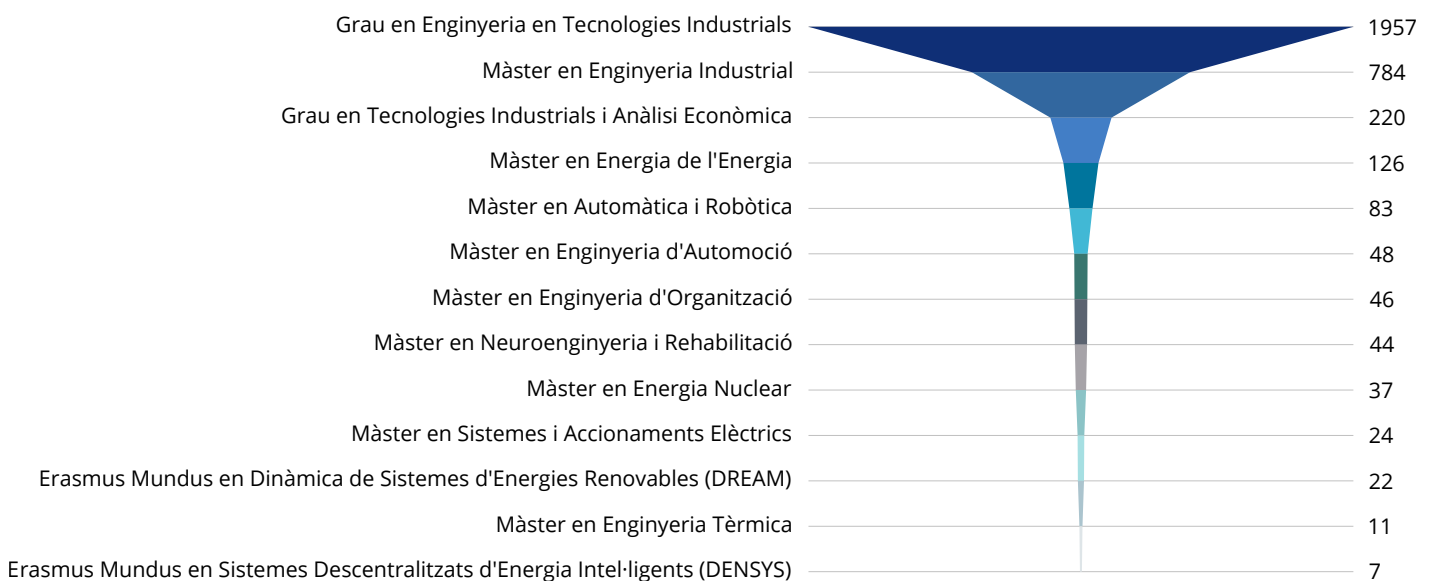 Grau en Enginyeria en Tecnologies Industrials 1957
Màster en Enginyeria Industrial 784
Grau en Tecnologies Industrials i Anàlisi Econòmica 220
Màster en Energia de l'Energia 126
Màster en Automàtica i Robòtica 83
Màster en Enginyeria d'Automoció 48
Màster en Enginyeria d'Organització 46
Màster en Neuroenginyeria i Rehabilitació 44
Màster en Energia Nuclear 37
Màster en Sistemes i Accionaments Elèctrics 24
Erasmus Mundus en Dinàmica de Sistemes d'Energies Renovables (DREAM) 22
Màster en Enginyeria Tèrmica 11
Erasmus Mundus en Sistemes Descentralitzats d'Energia Intel·ligents (DENSYS) 7